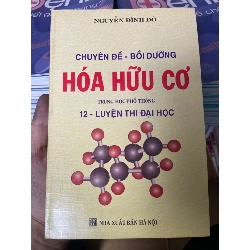 NGUYỄN ĐÌNH ĐỘ
CHUYÊN ĐỀ - BỒI DƯỠNG
HÓA HỮU CƠ
TRUNG HỌC PHỔ THÔNG
12 - LUYỆN THI ĐẠI HỌC
NHÀ XUẤT BẢN HÀ NỘI